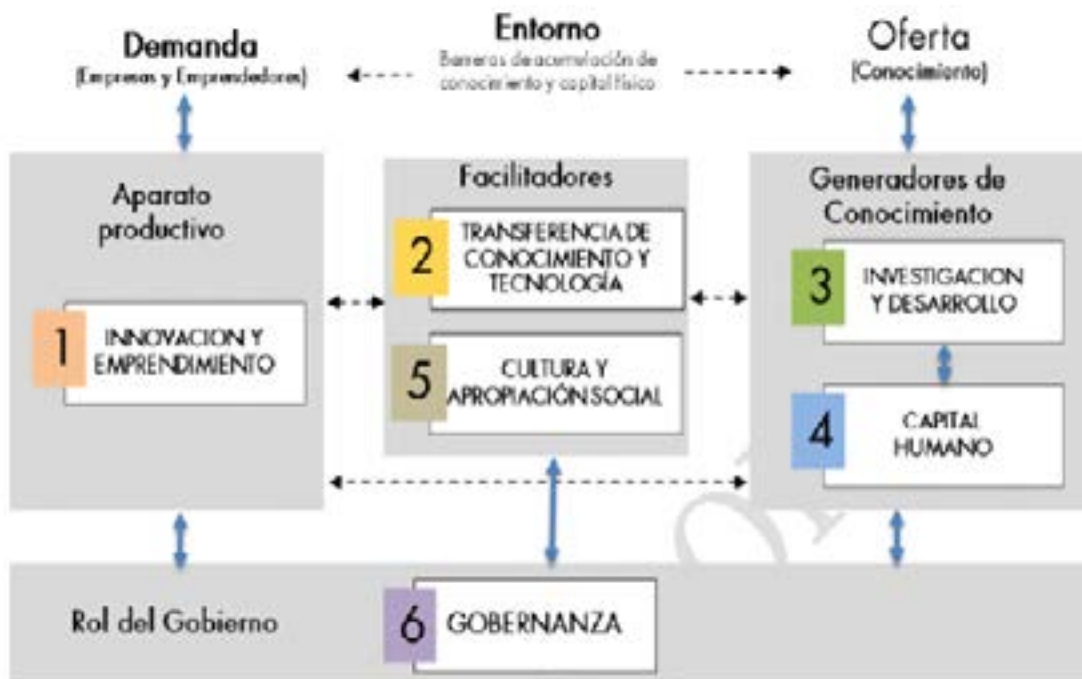 Demanda
(Empresas y Emprendedores)
Entorno
Barreras de acumulación de
conocimiento y capital físico
Oferta
(Conocimiento)
Aparato
productivo
1
INNOVACION Y
EMPRENDIMIENTO
Facilitadores
2
TRANSFERENCIA DE
CONOCIMIENTO Y
TECNOLOGÍA
5
CULTURA Y
APROPIACIÓN SOCIAL
Generadores de
Conocimiento
3
INVESTIGACION
Y DESARROLLO
4
CAPITAL
HUMANO
Rol del Gobierno
6
GOBERNANZA